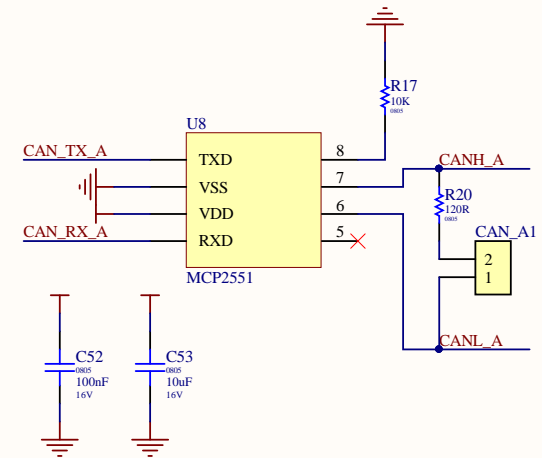 R17
10K
0805
U8
CAN_TX_A
TXD
8
CANH_A
VSS
7
R20
120R
0805
VDD
6
CAN_A1
CAN_RX_A
RXD
5
2
1
MCP2551
CANL_A
C52
0805
100nF
16V
C53
0805
10uF
16V